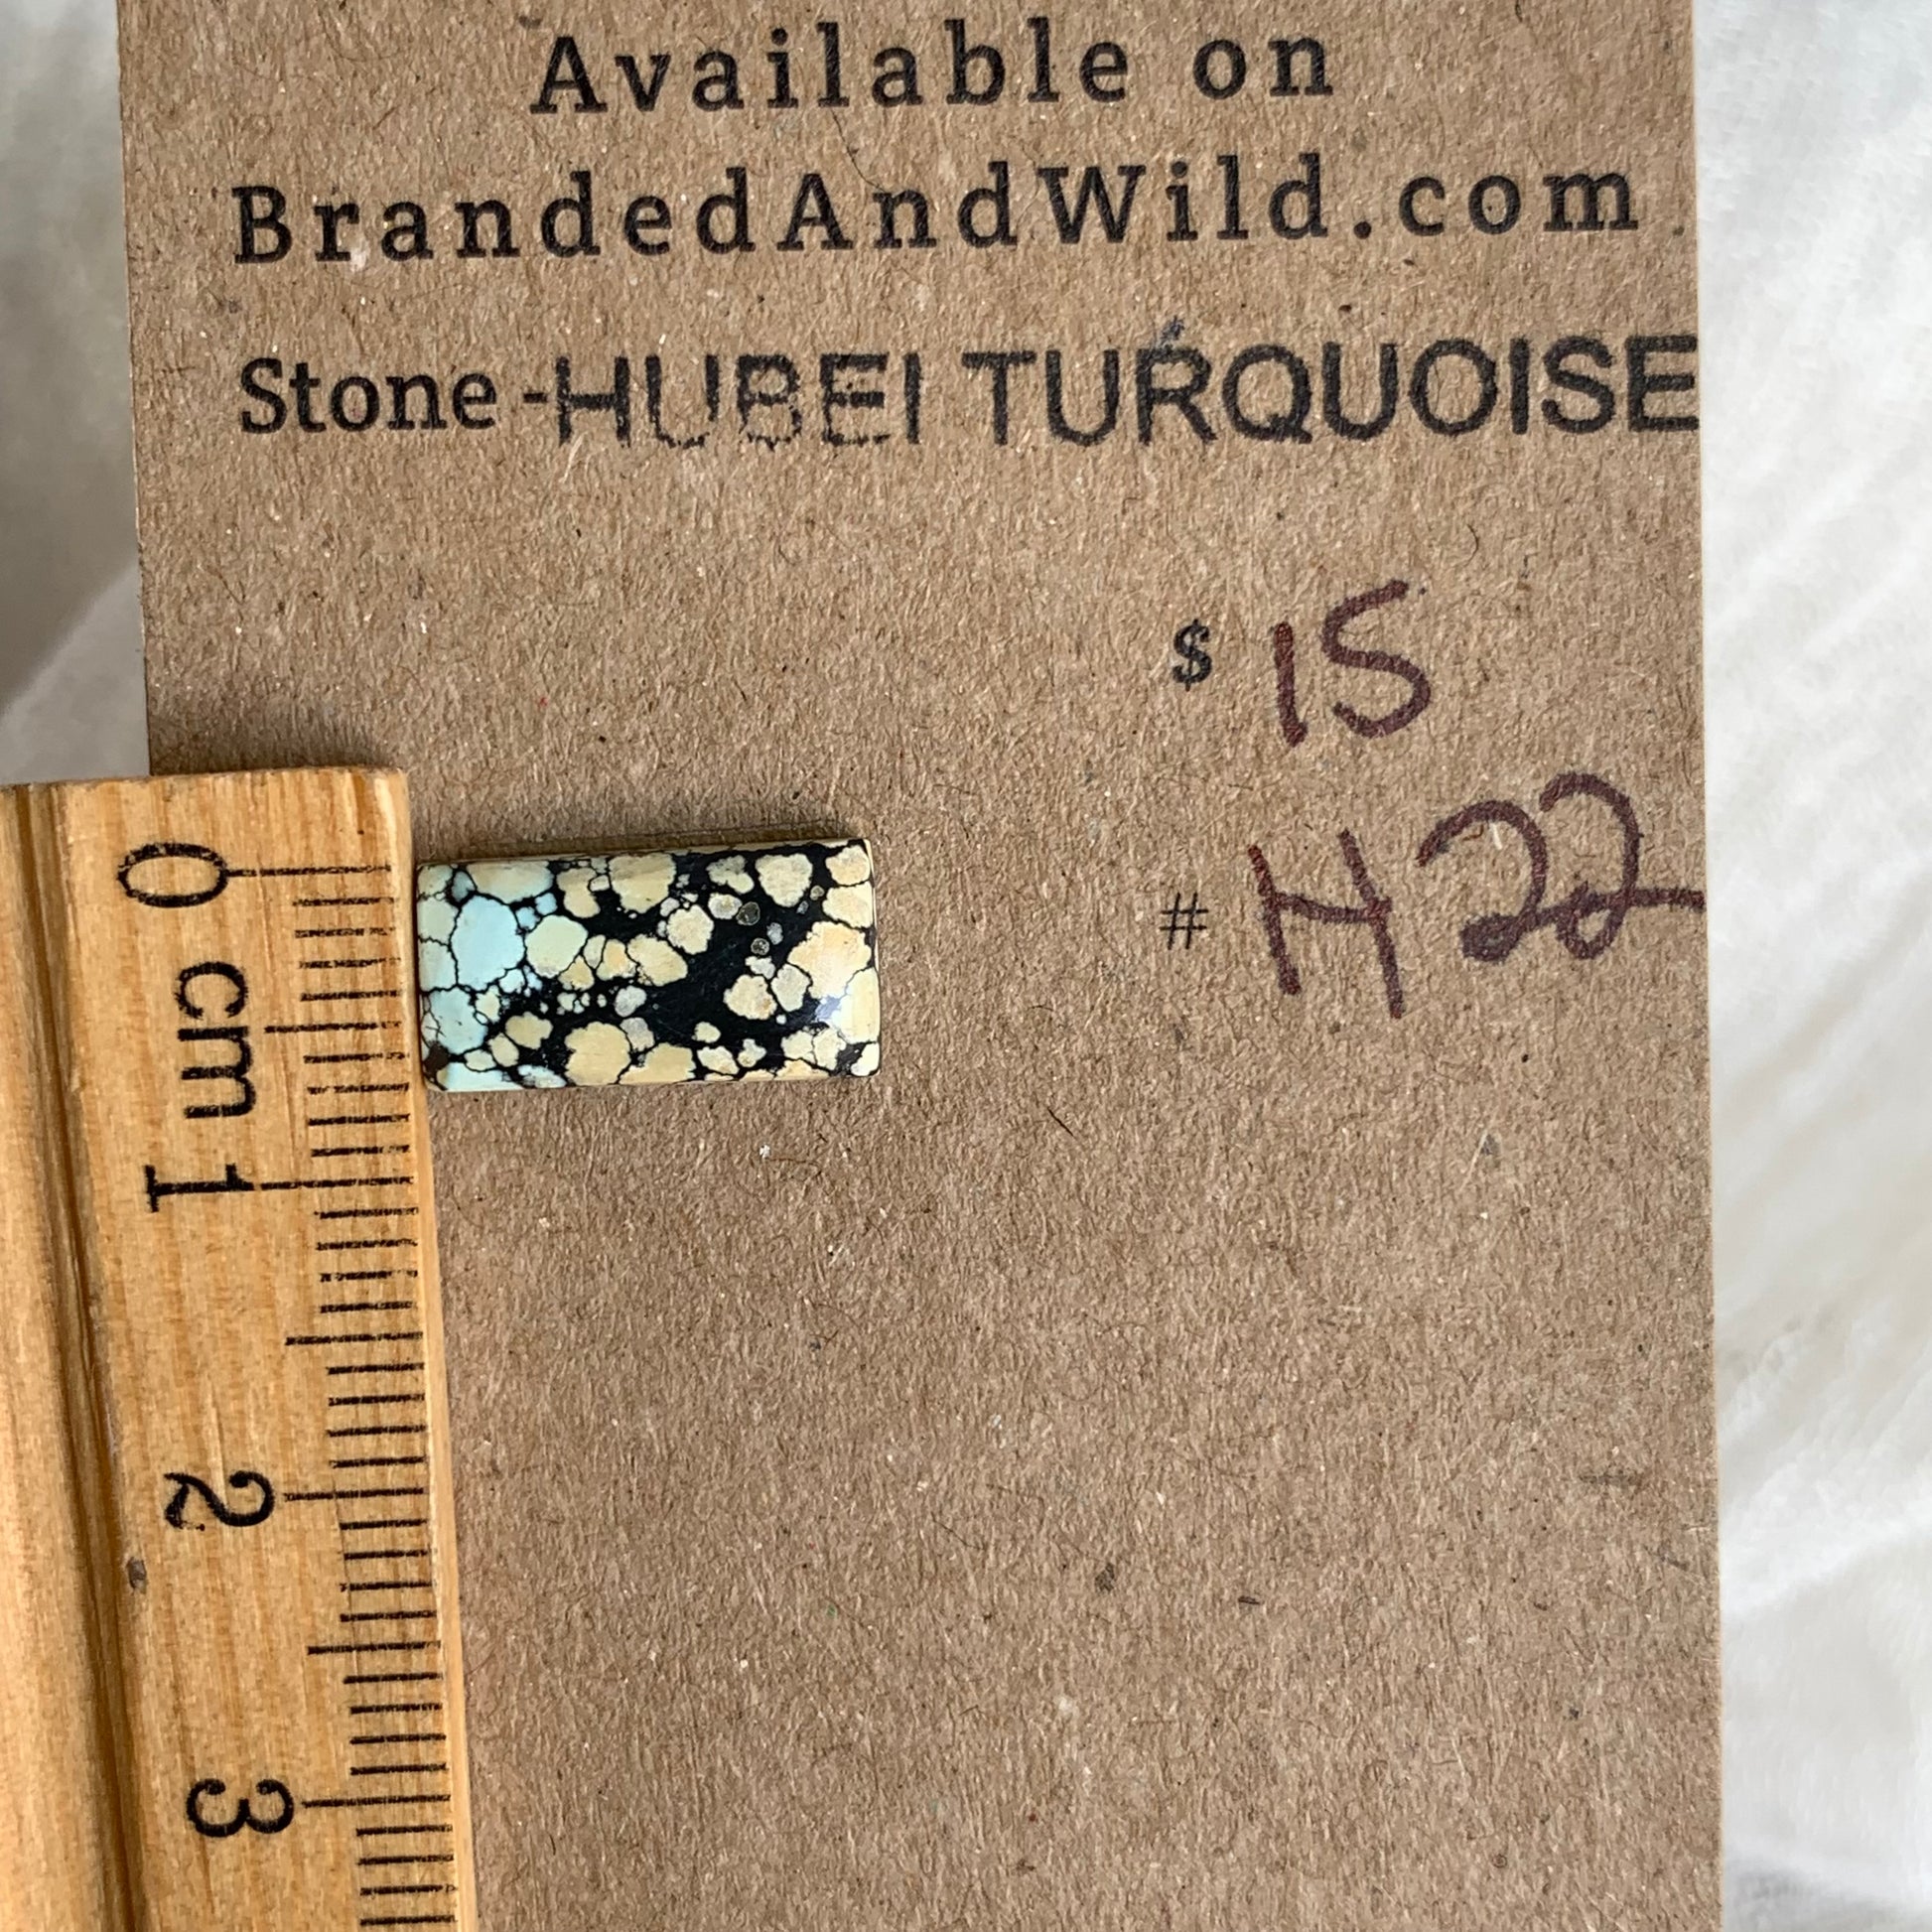 Available on
BrandedAndWild.com
Stone - HUBEI TURQUOISE
$ 15
# H22
0 cm 1 2 3